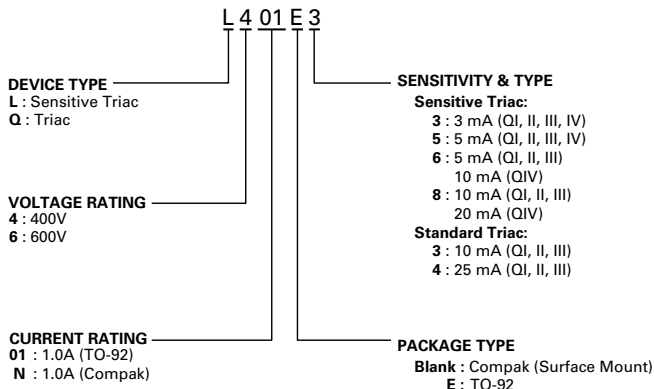 L 4 01 E 3
DEVICE TYPE
L : Sensitive Triac
Q : Triac
VOLTAGE RATING
4 : 400V
6 : 600V
CURRENT RATING
01 : 1.0A (TO-92)
N : 1.0A (Compak)
SENSITIVITY & TYPE
Sensitive Triac:
3 : 3 mA (QI, II, III, IV)
5 : 5 mA (QI, II, III, IV)
6 : 5 mA (QI, II, III)
10 mA (QIV)
8 : 10 mA (QI, II, III)
20 mA (QIV)
Standard Triac:
3 : 10 mA (QI, II, III)
4 : 25 mA (QI, II, III)
PACKAGE TYPE
Blank : Compak (Surface Mount)
E : TO-92